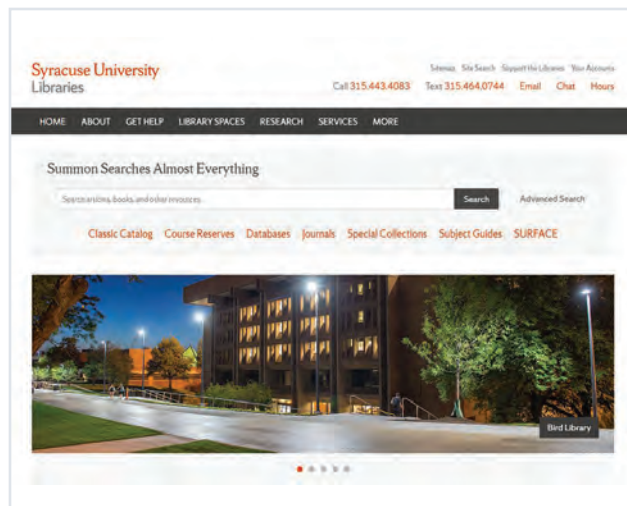 Sitemap Site Search Support the Libraries Your Accounts
Syracuse University
Libraries
Call 315.443.4083 Text 315.464.0744 Email Chat Hours
HOME ABOUT GET HELP LIBRARY SPACES RESEARCH SERVICES MORE
Summon Searches Almost Everything
Search articles, books, and other resources
Search
Advanced Search
Classic Catalog Course Reserves Databases Journals Special Collections Subject Guides SURFACE
Bird Library